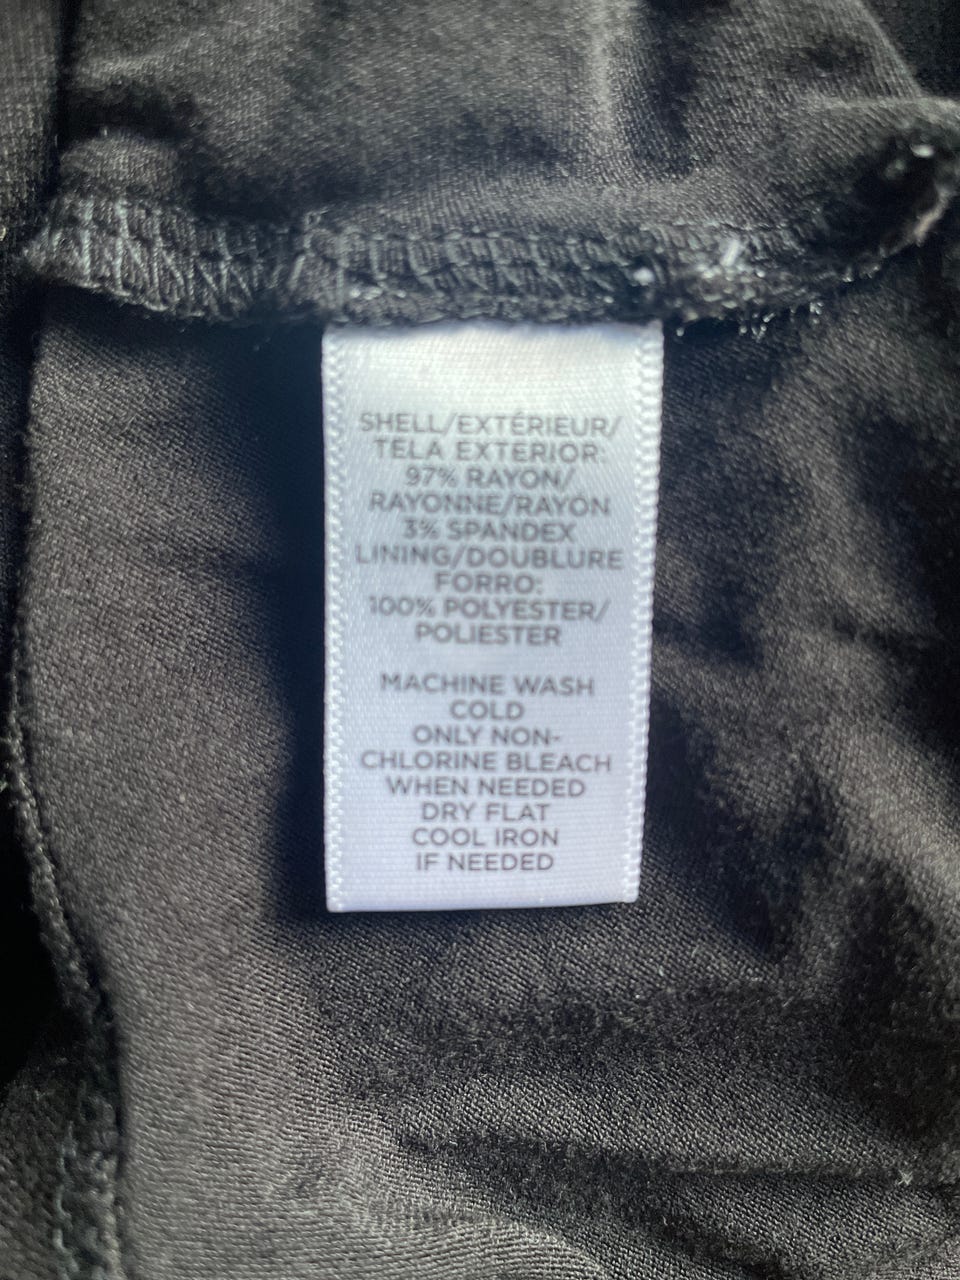 SHELL/EXTÉRIEUR/
TELA EXTERIOR:
97% RAYON/
RAYONNE/RAYÓN
3% SPANDEX
LINING/DOUBLURE
FORRO:
100% POLYESTER/
POLIESTER
MACHINE WASH
COLD
ONLY NON-
CHLORINE BLEACH
WHEN NEEDED
DRY FLAT
COOL IRON
IF NEEDED